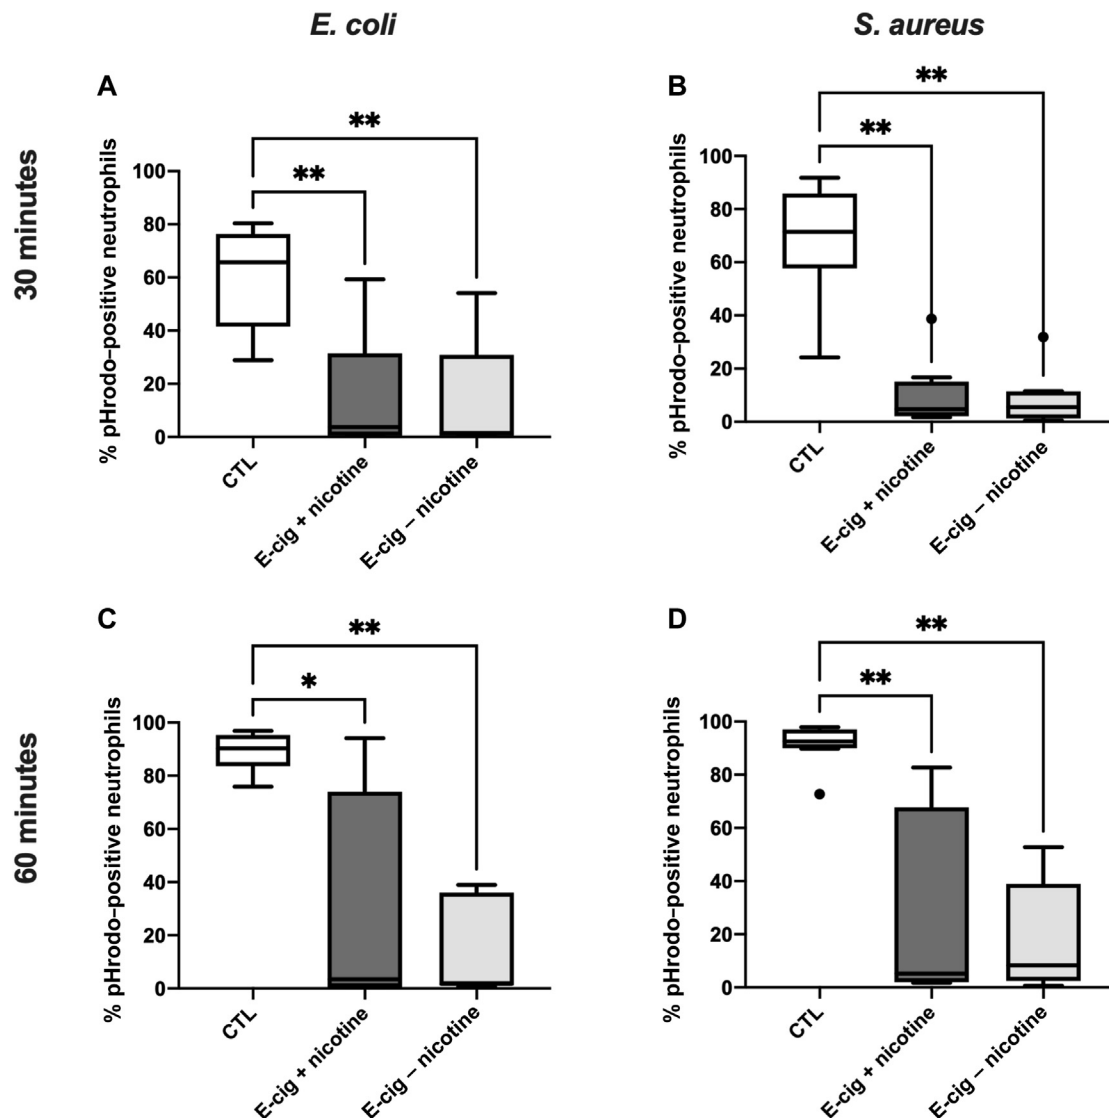 E. coli
S. aureus
30 minutes
A
**
**
% pHrodo-positive neutrophils
100
80
60
40
20
0
CTL
E-cig + nicotine
E-cig – nicotine
B
**
**
% pHrodo-positive neutrophils
100
80
60
40
20
0
CTL
E-cig + nicotine
E-cig – nicotine
60 minutes
C
**
*
% pHrodo-positive neutrophils
100
80
60
40
20
0
CTL
E-cig + nicotine
E-cig – nicotine
D
**
**
% pHrodo-positive neutrophils
100
80
60
40
20
0
CTL
E-cig + nicotine
E-cig – nicotine